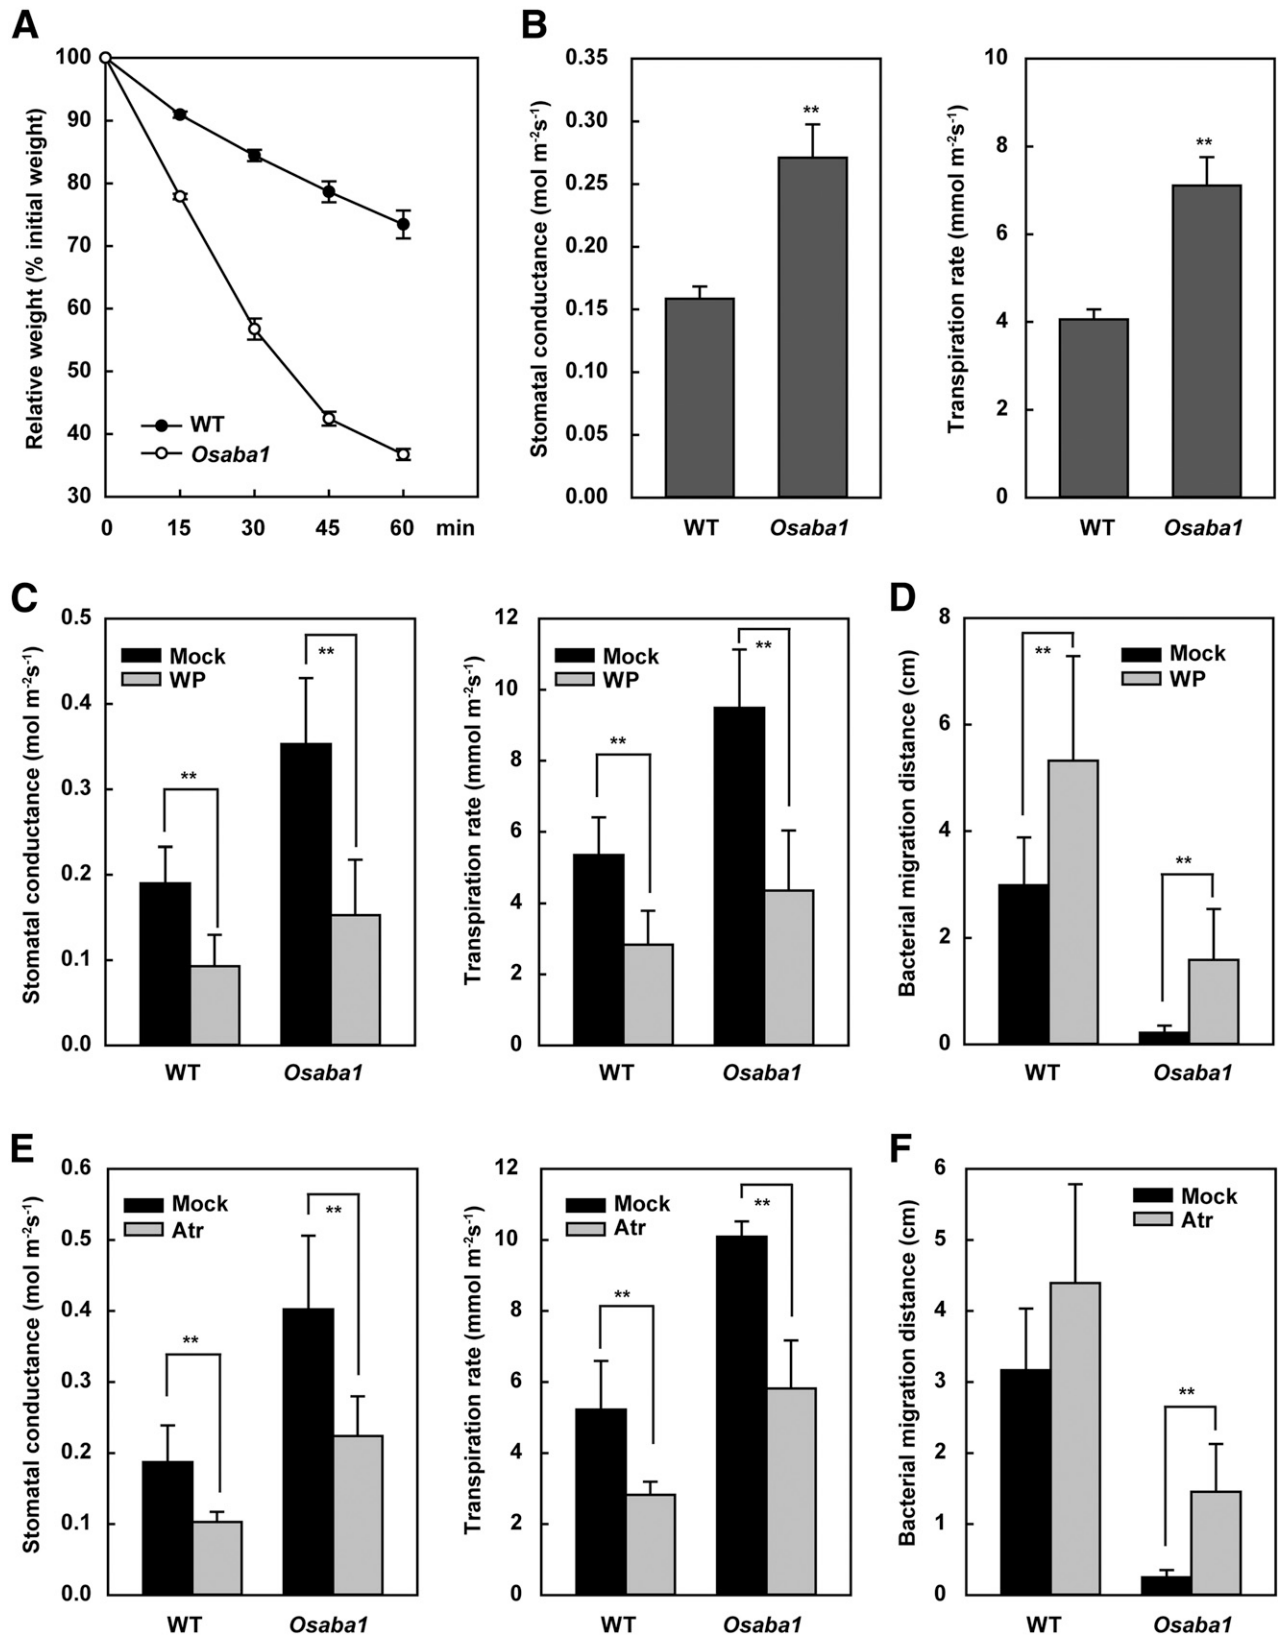 A
Relative weight (% initial weight)
100
90
80
70
60
50
40
30
WT
Osaba1
0 15 30 45 60 min
B
Stomatal conductance (mol m-2s-1)
0.35
0.30
0.25
0.20
0.15
0.10
0.05
0.00
**
WT Osaba1
Transpiration rate (mmol m-2s-1)
10
8
6
4
2
0
**
WT Osaba1
C
Stomatal conductance (mol m-2s-1)
0.5
0.4
0.3
0.2
0.1
0.0
Mock
WP
**
**
WT Osaba1
Transpiration rate (mmol m-2s-1)
12
10
8
6
4
2
0
Mock
WP
**
**
WT Osaba1
D
Bacterial migration distance (cm)
8
6
4
2
0
Mock
WP
**
**
WT Osaba1
E
Stomatal conductance (mol m-2s-1)
0.6
0.5
0.4
0.3
0.2
0.1
0.0
Mock
Atr
**
**
WT Osaba1
Transpiration rate (mmol m-2s-1)
12
10
8
6
4
2
0
Mock
Atr
**
**
WT Osaba1
F
Bacterial migration distance (cm)
6
5
4
3
2
1
0
Mock
Atr
**
WT Osaba1